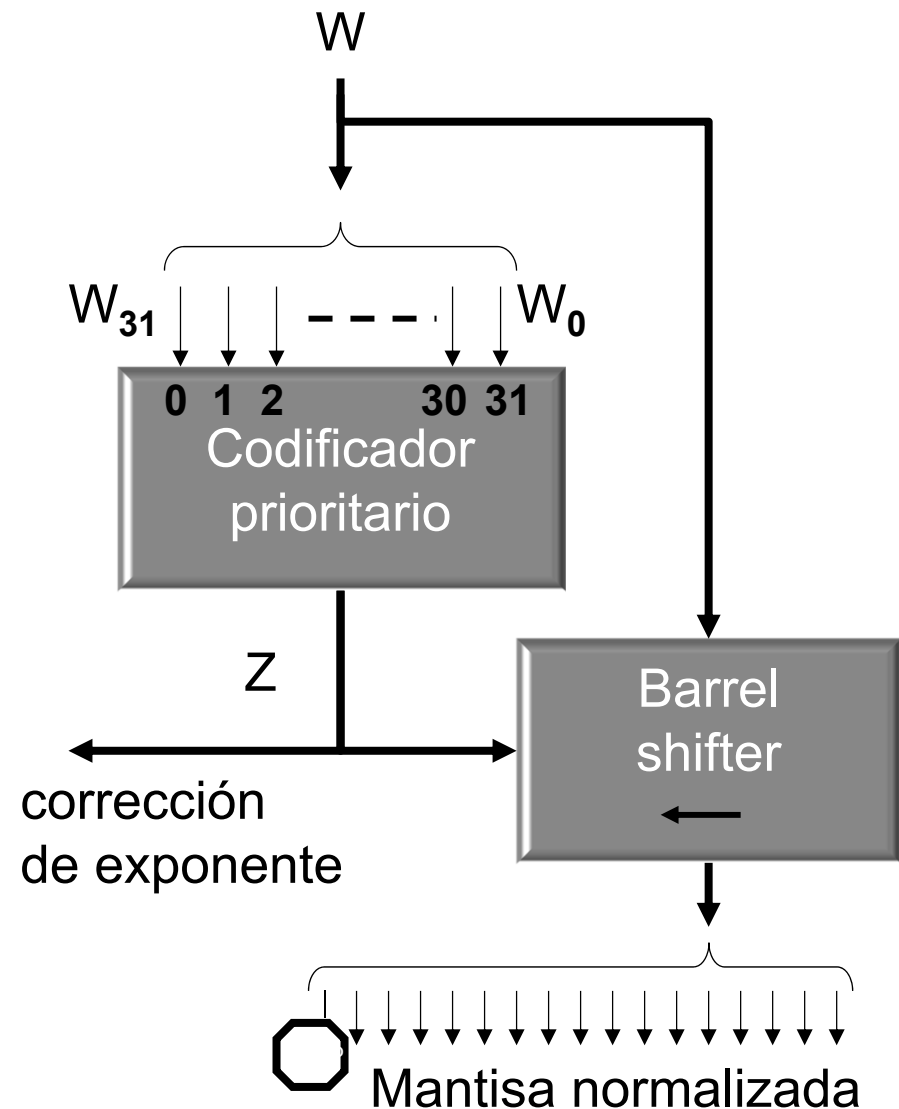 W
W31 W0
0 1 2 30 31
Codificador
prioritario
Z
Barrel
shifter
corrección
de exponente
Mantisa normalizada